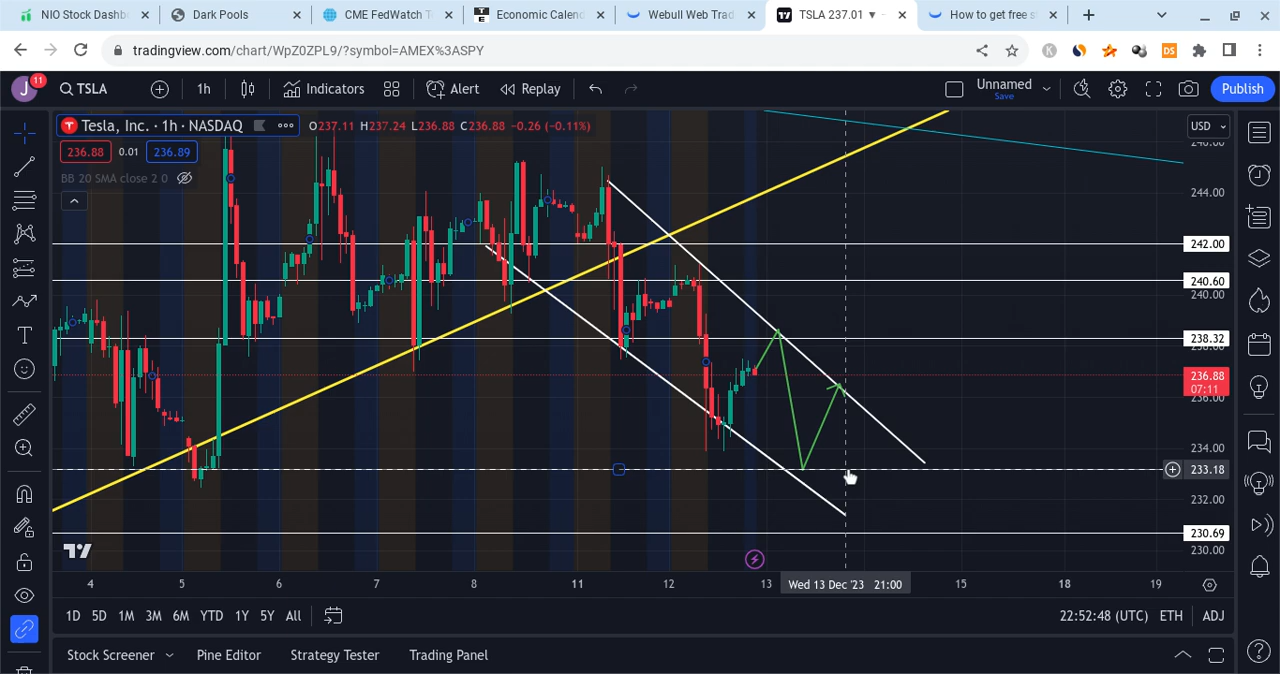 NIO Stock Dashb
Dark Pools
CME FedWatch T
Economic Calend
Webull Web Trad
TSLA 237.01 ▼
How to get free s
tradingview.com/chart/WpZ0ZPL9/?symbol=AMEX%3ASPY
J 11
TSLA
1h
Indicators
Alert
Replay
Unnamed
Save
Publish
Tesla, Inc. · 1h · NASDAQ
O237.11 H237.24 L236.88 C236.88 -0.26 (-0.11%)
USD
236.88
0.01
236.89
BB 20 SMA close 2 0
244.00
242.00
240.60
240.00
238.32
236.88
07:11
236.00
234.00
233.18
232.00
230.69
230.00
4
5
6
7
8
11
12
13
Wed 13 Dec '23 21:00
15
18
19
1D
5D
1M
3M
6M
YTD
1Y
5Y
All
22:52:48 (UTC)
ETH
ADJ
Stock Screener
Pine Editor
Strategy Tester
Trading Panel